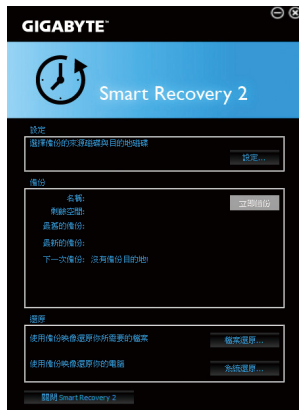 GIGABYTE™
Smart Recovery 2
設定
選擇備份的來源磁碟與目的地磁碟
設定...
備份
名稱:
立即備份
剩餘空間:
最舊的備份:
最新的備份:
下一次備份: 沒有備份目的地!
還原
使用備份映像還原你所需要的檔案
檔案還原...
使用備份映像還原你的電腦
系統還原...
關閉 Smart Recovery 2